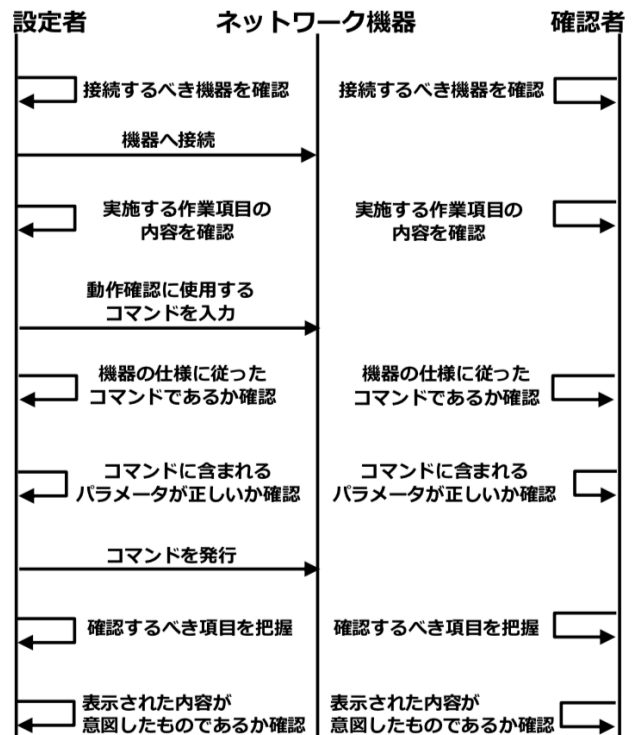 設定者 ネットワーク機器 確認者
接続するべき機器を確認 接続するべき機器を確認
機器へ接続
実施する作業項目の 実施する作業項目の
内容を確認 内容を確認
動作確認に使用する
コマンドを入力
機器の仕様に従った 機器の仕様に従った
コマンドであるか確認 コマンドであるか確認
コマンドに含まれる コマンドに含まれる
パラメータが正しいか確認 パラメータが正しいか確認
コマンドを発行
確認するべき項目を把握 確認するべき項目を把握
表示された内容が 表示された内容が
意図したものであるか確認 意図したものであるか確認